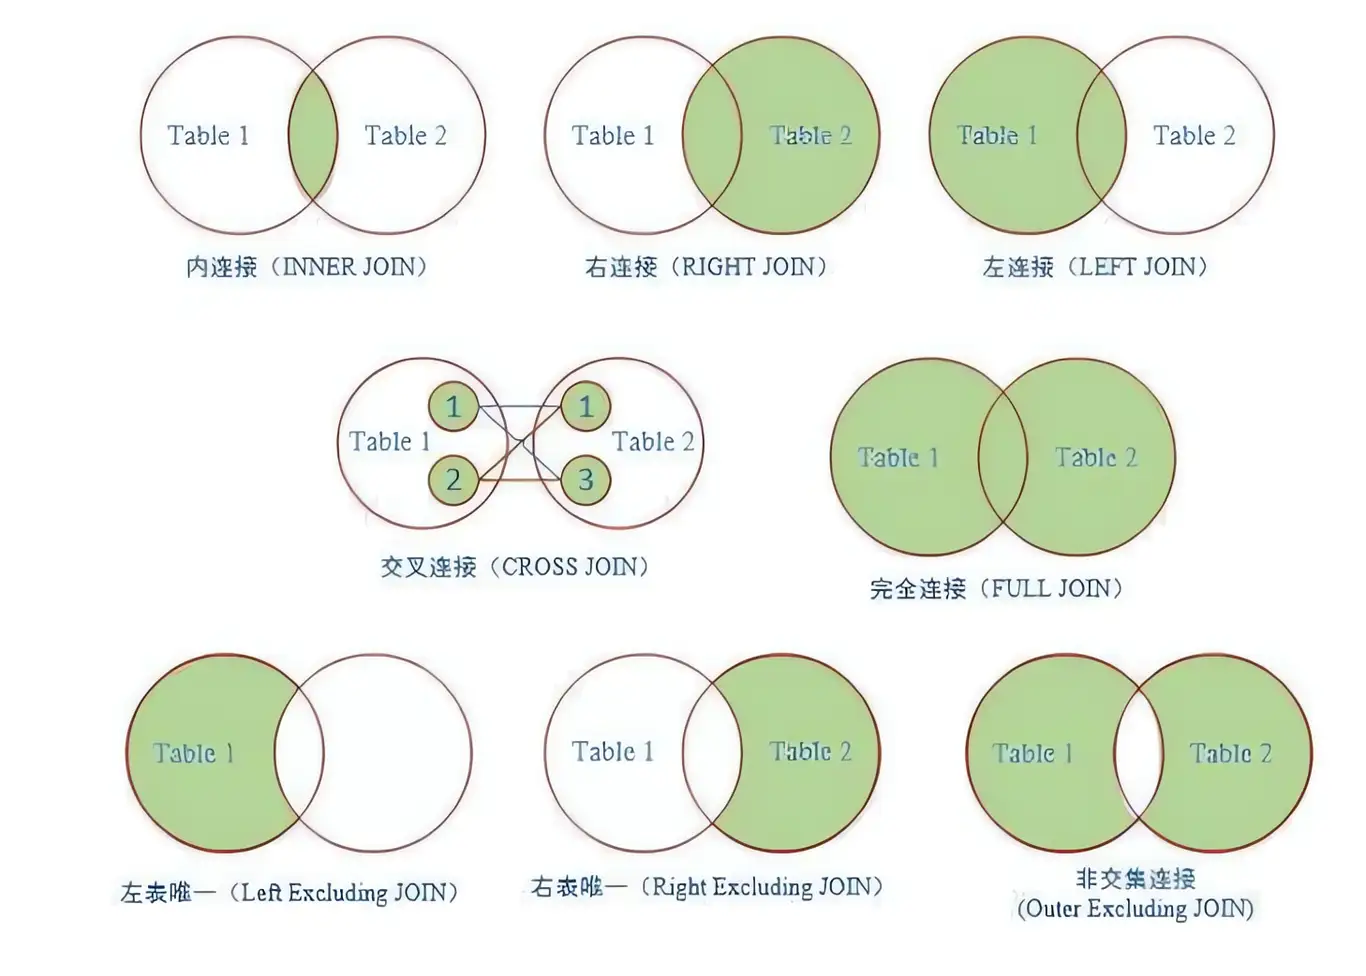 Table 1
Table 2
内连接（INNER JOIN）
Table 1
Table 2
右连接（RIGHT JOIN）
Table 1
Table 2
左连接（LEFT JOIN）
Table 1
1
2
1
3
Table 2
交叉连接（CROSS JOIN）
Table 1
Table 2
完全连接（FULL JOIN）
Table 1
左表唯一（Left Excluding JOIN）
Table 1
Table 2
右表唯一（Right Excluding JOIN）
Table 1
Table 2
非交集连接
(Outer Excluding JOIN)